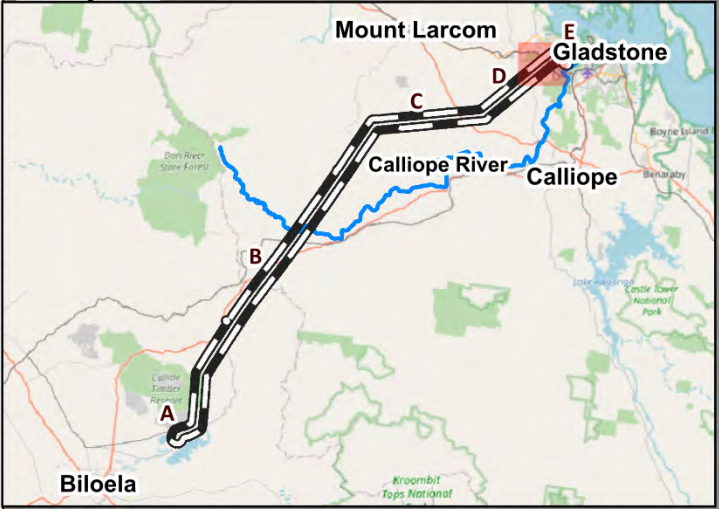 Mount Larcom
E
Gladstone
D
C
Don River
State Forest
Boyne Island
Calliope River
Calliope
Benaraby
B
Lake Awoonga
Castle Tower
National
Park
Callide
Timber
Reserve
A
Biloela
Kroombit
Tops National